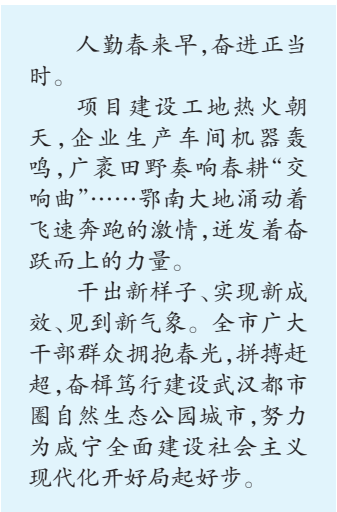 人勤春来早,奋进正当
时。
项目建设工地热火朝
天,企业生产车间机器轰
鸣,广袤田野奏响春耕“交
响曲”……鄂南大地涌动着
飞速奔跑的激情,迸发着奋
跃而上的力量。
干出新样子、实现新成
效、见到新气象。全市广大
干部群众拥抱春光,拼搏赶
超,奋楫笃行建设武汉都市
圈自然生态公园城市,努力
为咸宁全面建设社会主义
现代化开好局起好步。